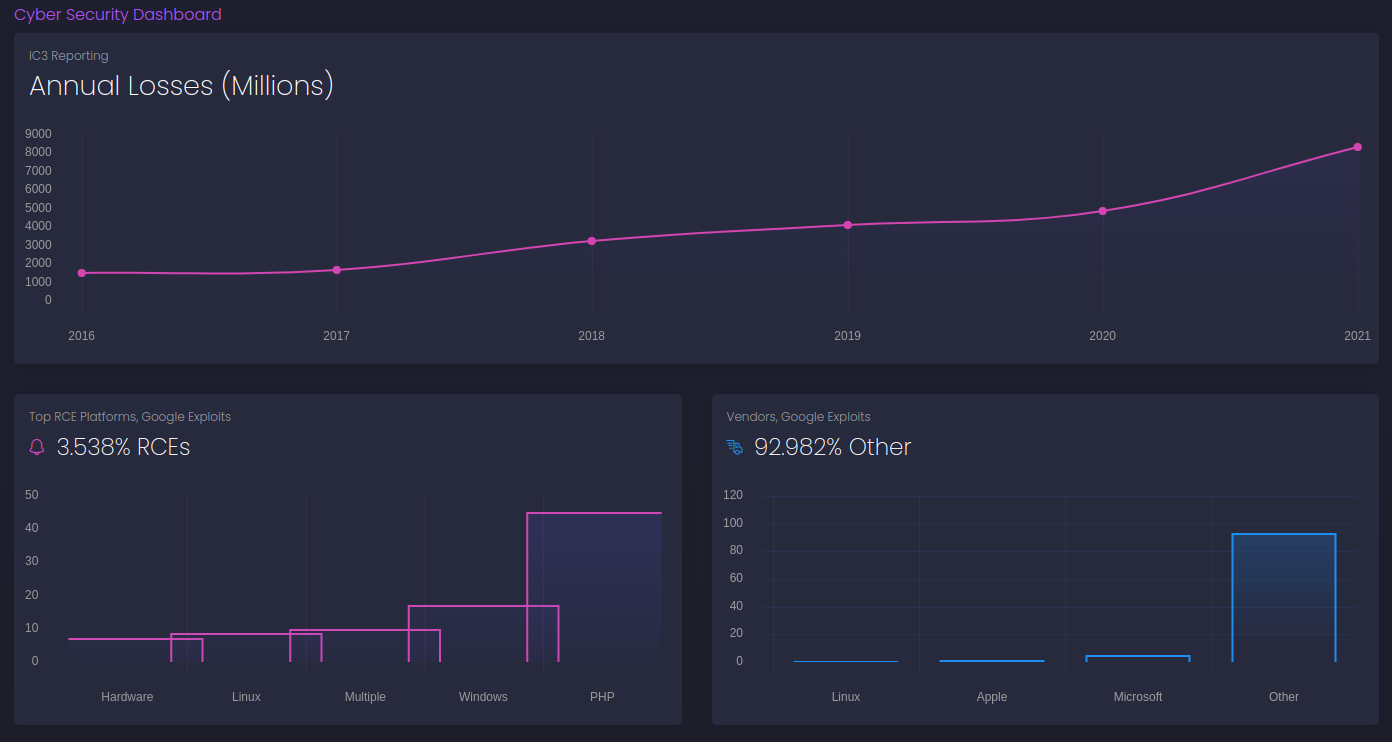 Cyber Security Dashboard
IC3 Reporting
Annual Losses (Millions)
9000
8000
7000
6000
5000
4000
3000
2000
1000
0
2016 2017 2018 2019 2020 2021
Top RCE Platforms, Google Exploits
3.538% RCEs
50
40
30
20
10
0
Hardware Linux Multiple Windows PHP
Vendors, Google Exploits
92.982% Other
120
100
80
60
40
20
0
Linux Apple Microsoft Other